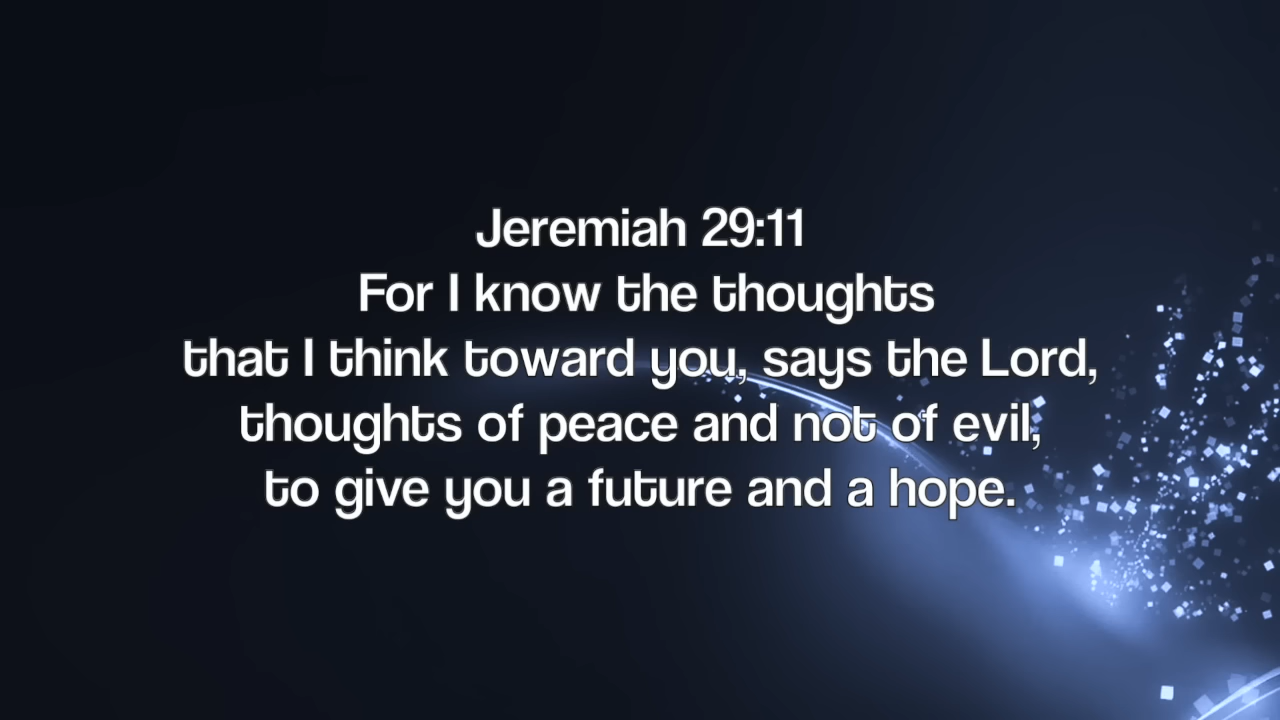 Jeremiah 29:11
For I know the thoughts
that I think toward you, says the Lord,
thoughts of peace and not of evil,
to give you a future and a hope.